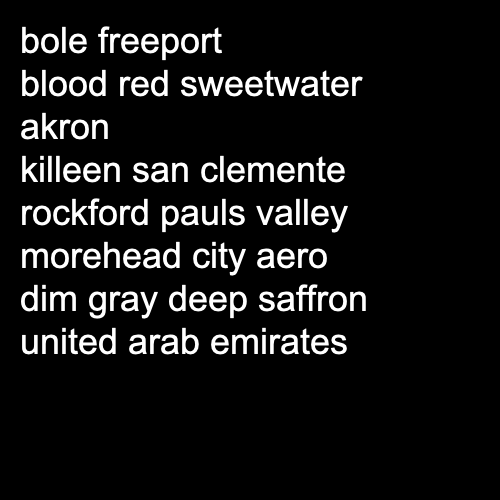 bole freeport
blood red sweetwater
akron
killeen san clemente
rockford pauls valley
morehead city aero
dim gray deep saffron
united arab emirates